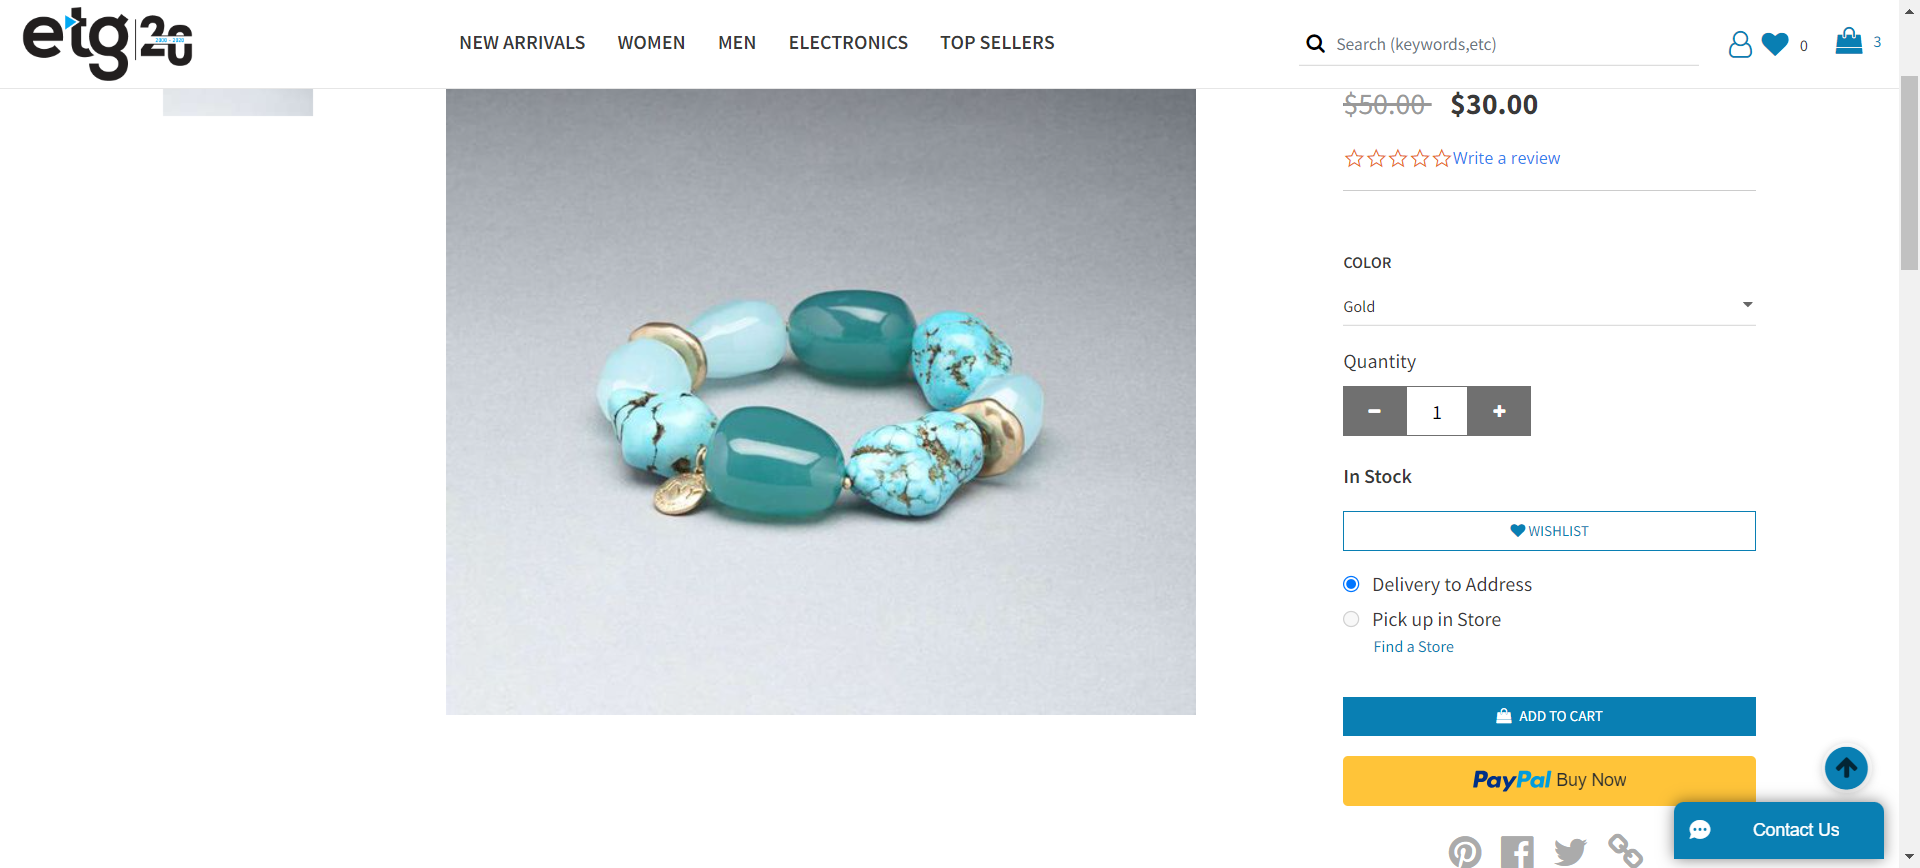 etg 20
2000 - 2020
NEW ARRIVALS
WOMEN
MEN
ELECTRONICS
TOP SELLERS
Search (keywords,etc)
0
3
$50.00 $30.00
Write a review
COLOR
Gold
Quantity
1
In Stock
WISHLIST
Delivery to Address
Pick up in Store
Find a Store
ADD TO CART
PayPal Buy Now
Contact Us